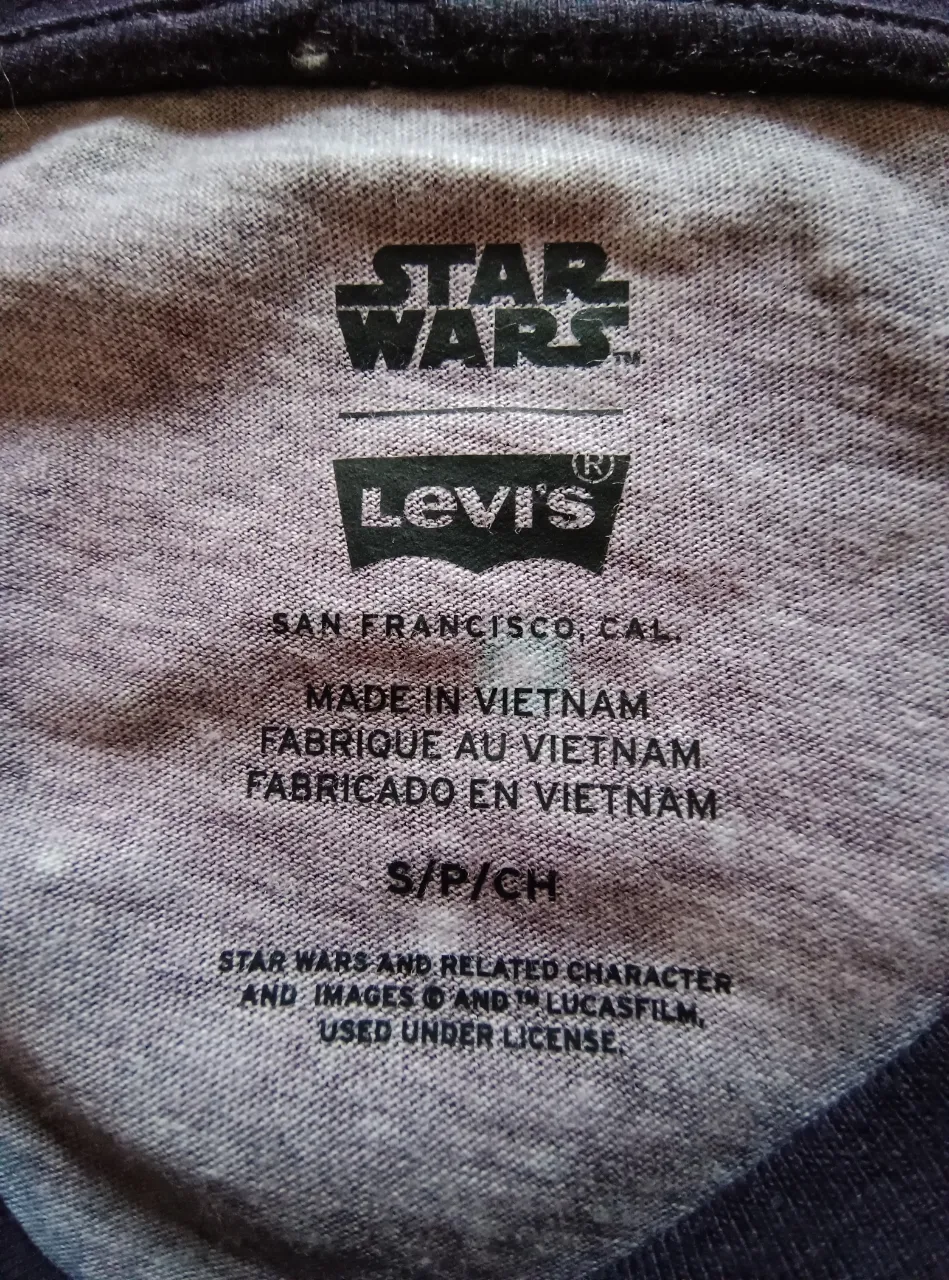 STAR
WARS™
LEVI'S®
SAN FRANCISCO, CAL.
MADE IN VIETNAM
FABRIQUE AU VIETNAM
FABRICADO EN VIETNAM
S/P/CH
STAR WARS AND RELATED CHARACTER
AND IMAGES © AND ™ LUCASFILM,
USED UNDER LICENSE.